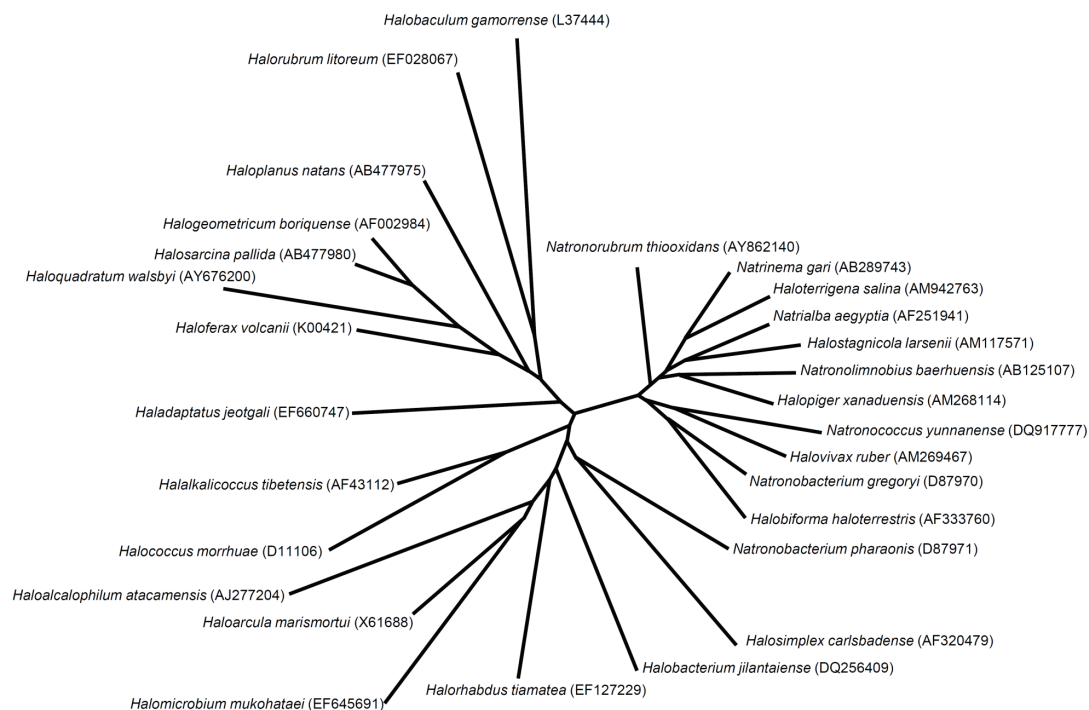 Halobaculum gamorrense (L37444)
Halorubrum litoreum (EF028067)
Haloplanus natans (AB477975)
Halogeometricum boriquense (AF002984)
Natronorubrum thiooxidans (AY862140)
Halosarcina pallida (AB477980)
Natrinema gari (AB289743)
Haloquadratum walsbyi (AY676200)
Haloterrigena salina (AM942763)
Natrialba aegyptia (AF251941)
Haloferax volcanii (K00421)
Halostagnicola larsenii (AM117571)
Natronolimnobius baerhuensis (AB125107)
Halopiger xanaduensis (AM268114)
Haladaptatus jeotgali (EF660747)
Natronococcus yunnanense (DQ917777)
Halovivax ruber (AM269467)
Natronobacterium gregoryi (D87970)
Halalkalicoccus tibetensis (AF43112)
Halobiforma haloterrestris (AF333760)
Halococcus morrhuae (D11106)
Natronobacterium pharaonis (D87971)
Haloalcalophilum atacamensis (AJ277204)
Haloarcula marismortui (X61688)
Halosimplex carlsbadense (AF320479)
Halobacterium jilantaiense (DQ256409)
Halorhabdus tiamatea (EF127229)
Halomicrobium mukohataei (EF645691)